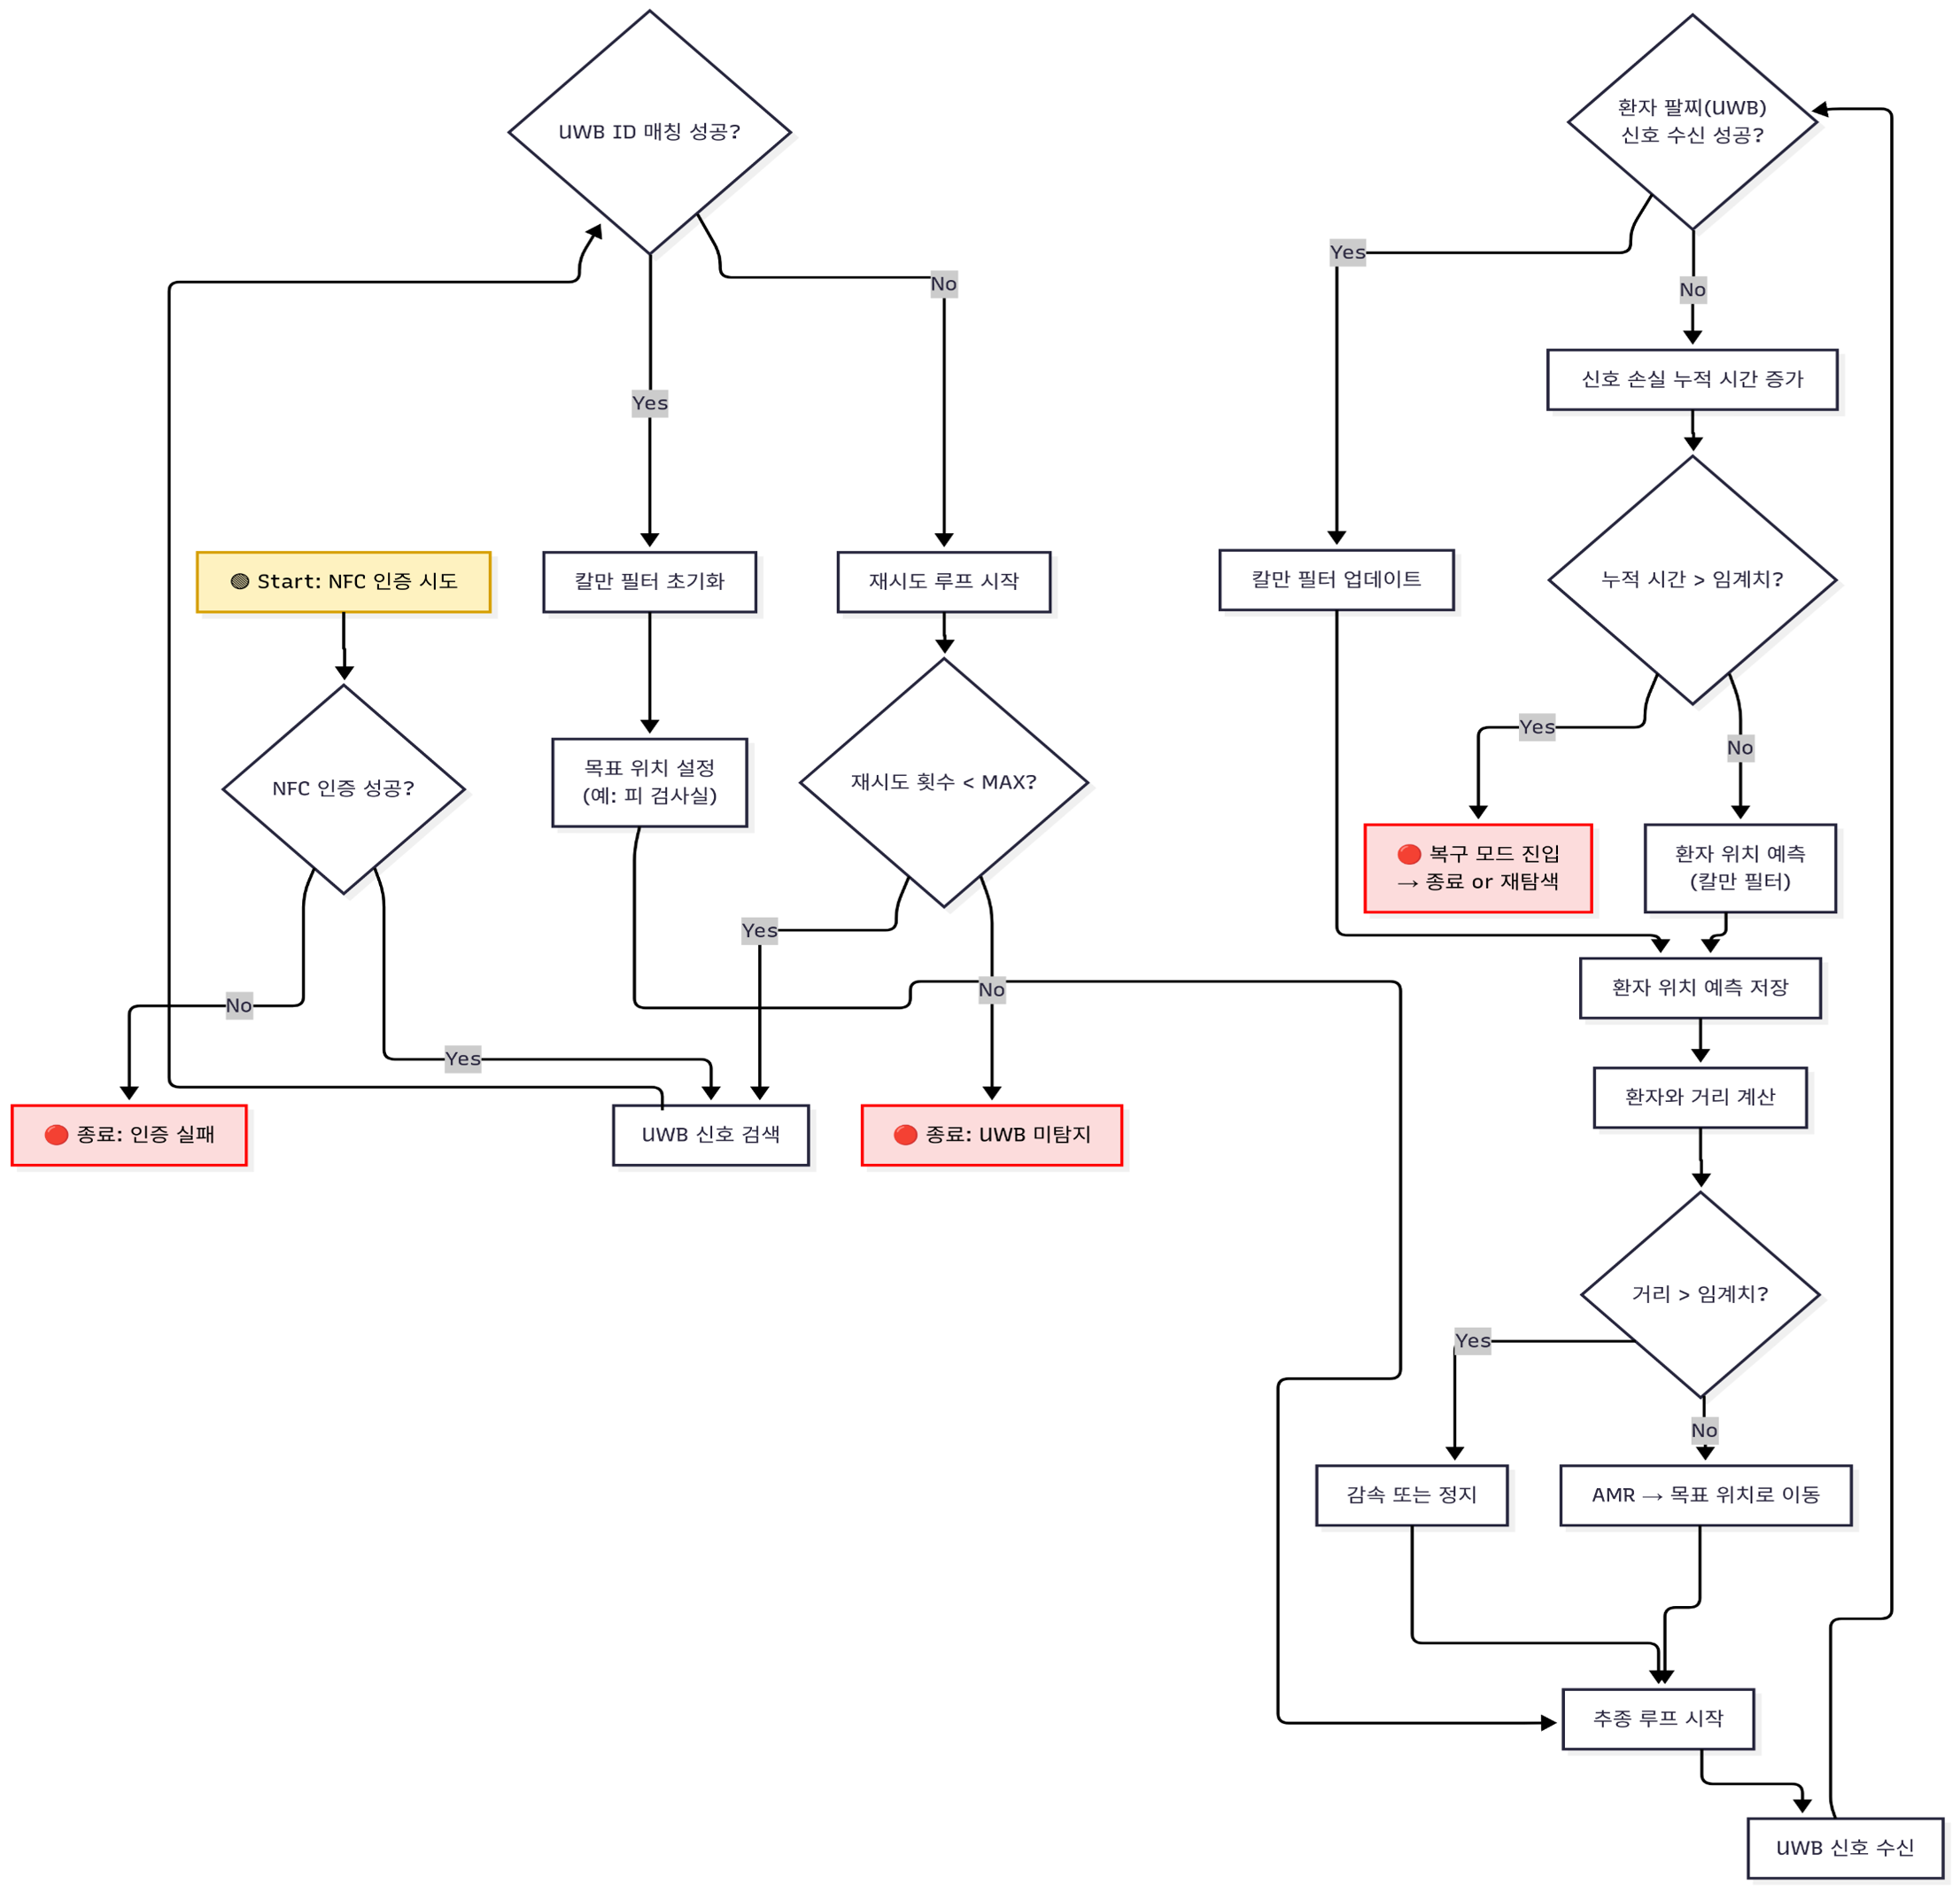 UWB ID 매칭 성공?
환자 팔찌(UWB)
신호 수신 성공?
Yes
No
No
신호 손실 누적 시간 증가
Yes
Start: NFC 인증 시도
칼만 필터 초기화
재시도 루프 시작
칼만 필터 업데이트
누적 시간 > 임계치?
NFC 인증 성공?
목표 위치 설정
(예: 피 검사실)
재시도 횟수 < MAX?
Yes
No
복구 모드 진입
→ 종료 or 재탐색
환자 위치 예측
(칼만 필터)
Yes
No
No
환자 위치 예측 저장
Yes
환자와 거리 계산
종료: 인증 실패
UWB 신호 검색
종료: UWB 미탐지
거리 > 임계치?
Yes
No
감속 또는 정지
AMR → 목표 위치로 이동
추종 루프 시작
UWB 신호 수신